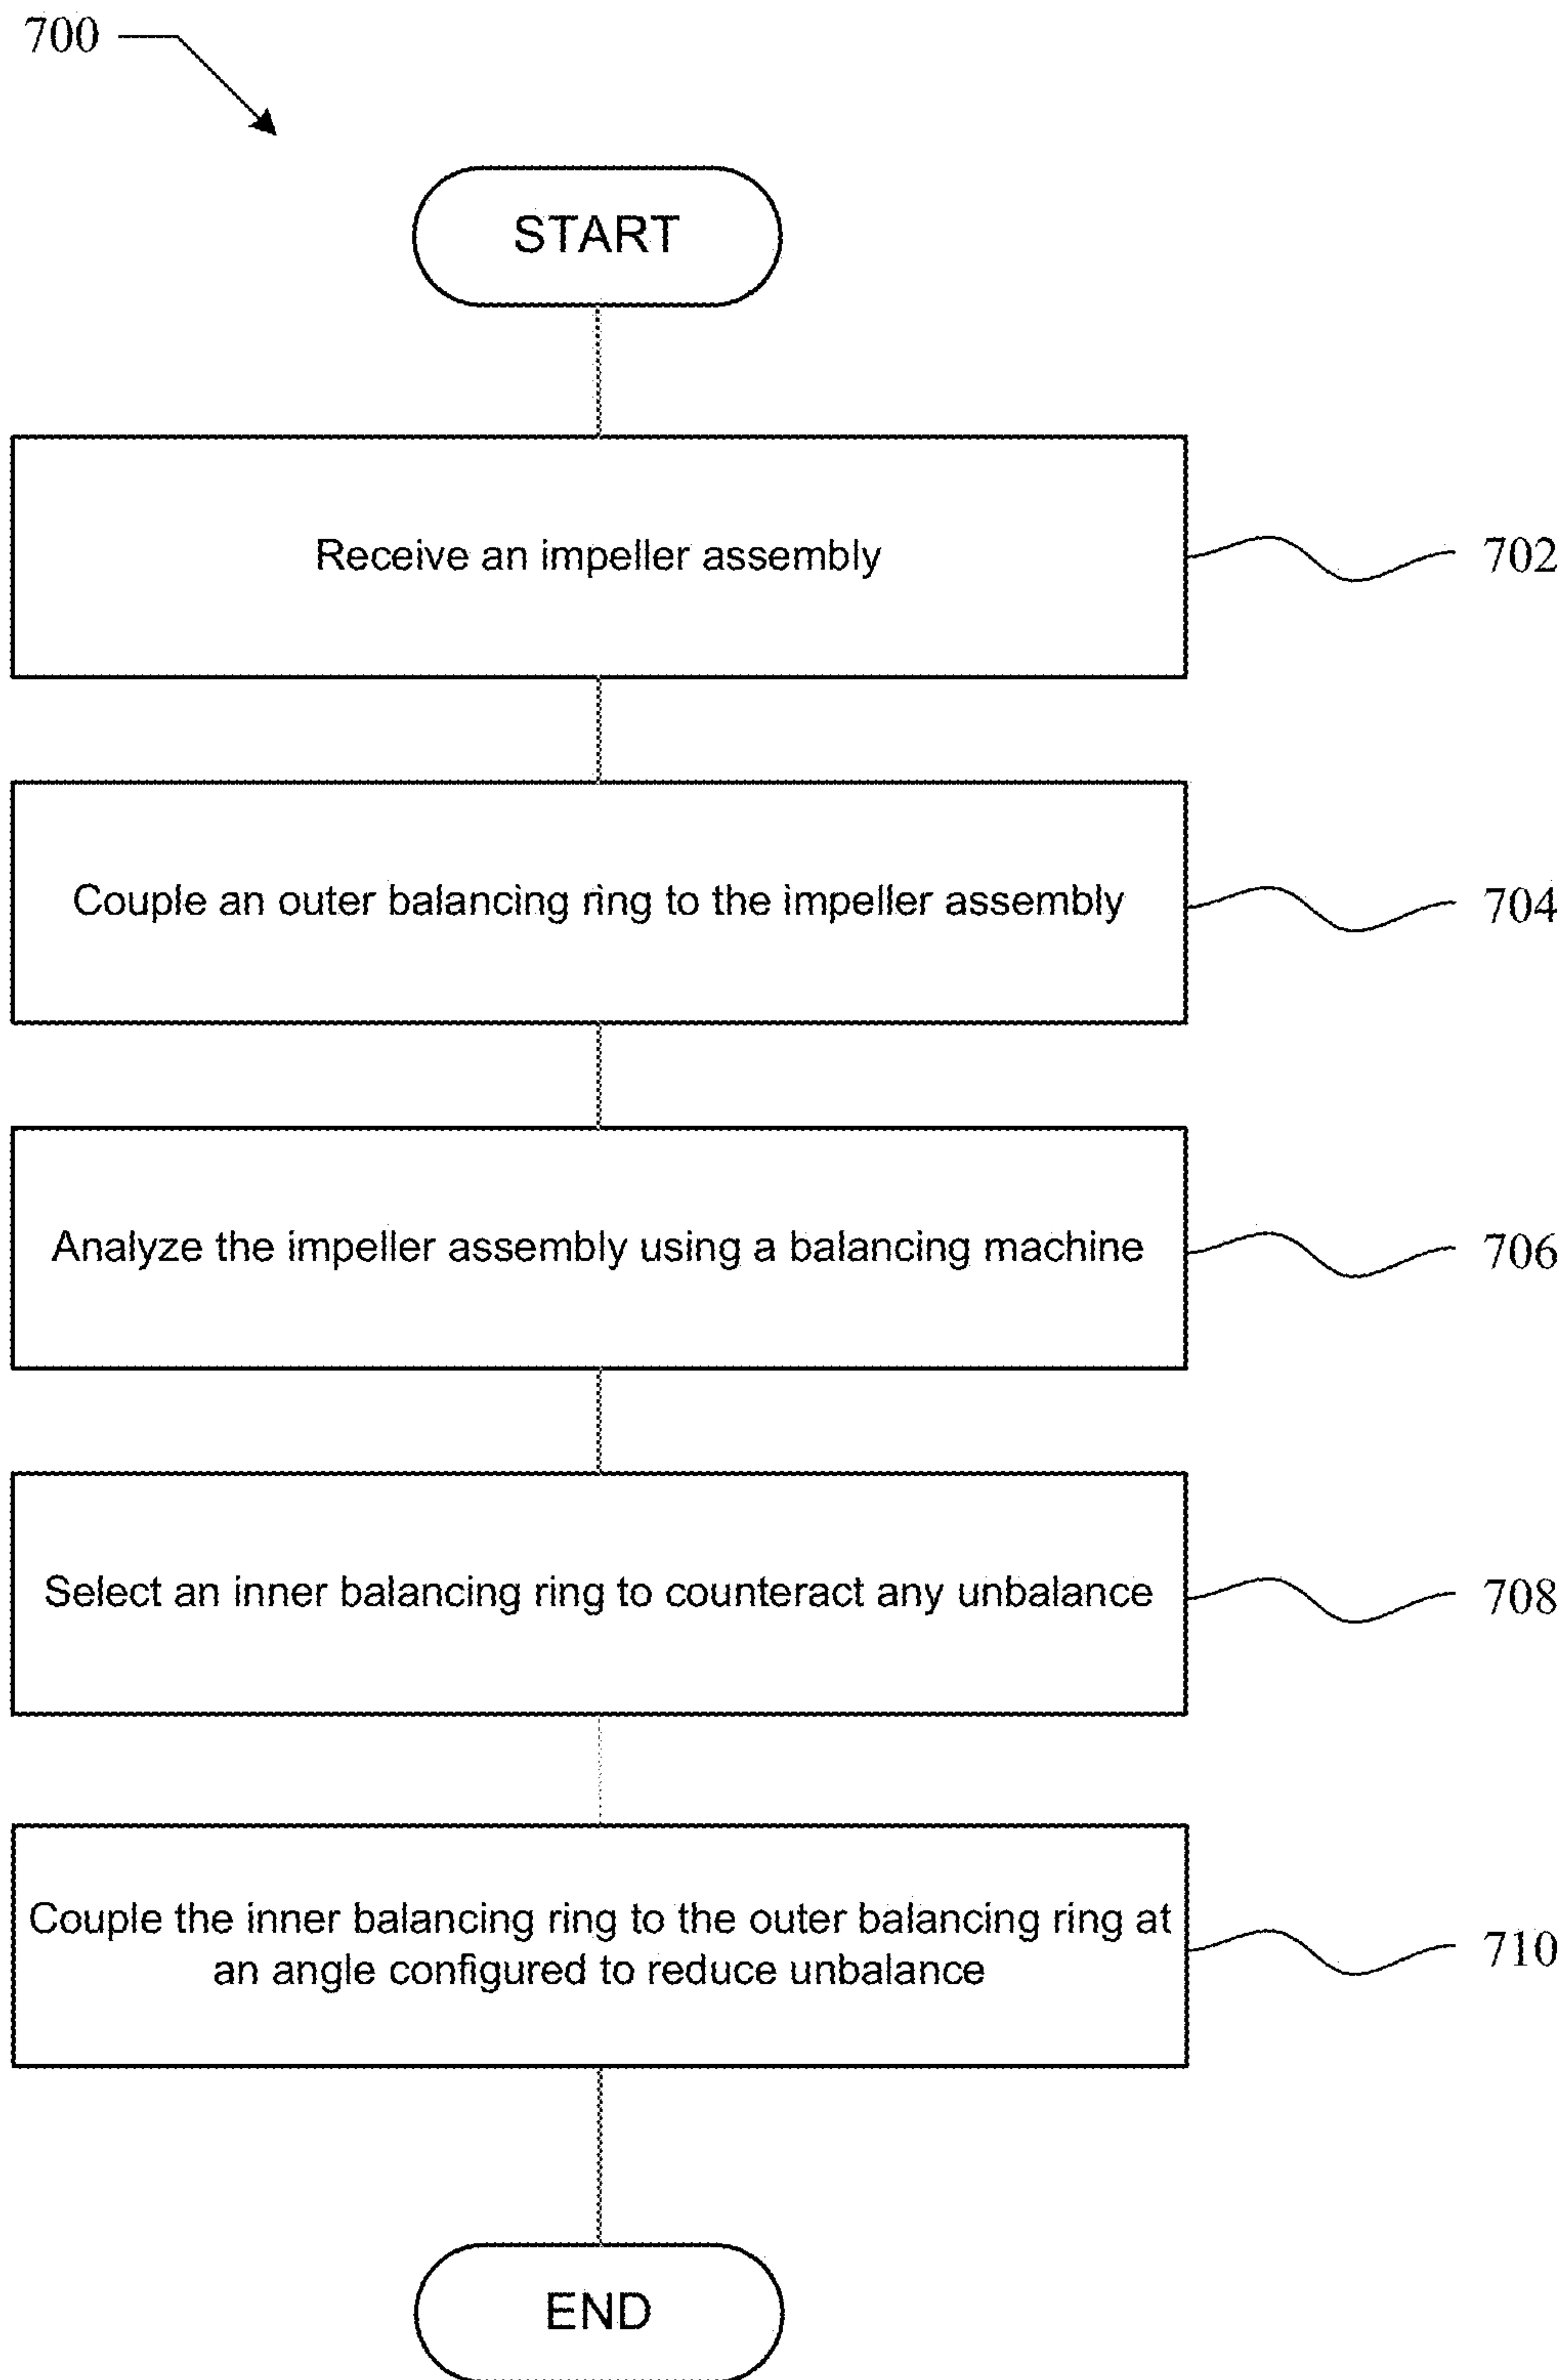 700
START
Receive an impeller assembly
702
Couple an outer balancing ring to the impeller assembly
704
Analyze the impeller assembly using a balancing machine
706
Select an inner balancing ring to counteract any unbalance
708
Couple the inner balancing ring to the outer balancing ring at
an angle configured to reduce unbalance
710
END